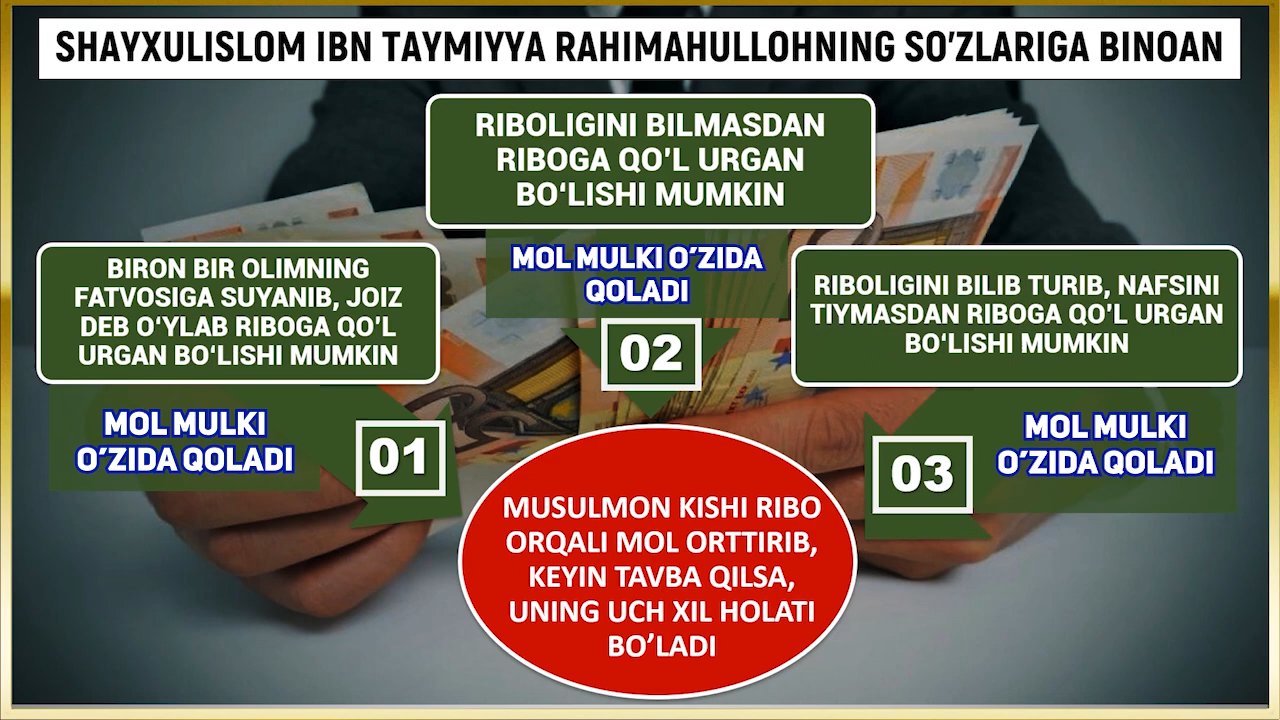 SHAYXULISLOM IBN TAYMIYYA RAHIMAHULLOHNING SO'ZLARIGA BINOAN
RIBOLIGINI BILMASDAN
RIBOGA QO'L URGAN
BO‘LISHI MUMKIN
MOL MULKI O'ZIDA
QOLADI
02
BIRON BIR OLIMNING
FATVOSIGA SUYANIB, JOIZ
DEB O‘YLAB RIBOGA QO'L
URGAN BO‘LISHI MUMKIN
MOL MULKI
O'ZIDA QOLADI
01
RIBOLIGINI BILIB TURIB, NAFSINI
TIYMASDAN RIBOGA QO'L URGAN
BO‘LISHI MUMKIN
MOL MULKI
O'ZIDA QOLADI
03
MUSULMON KISHI RIBO
ORQALI MOL ORTTIRIB,
KEYIN TAVBA QILSA,
UNING UCH XIL HOLATI
BO’LADI